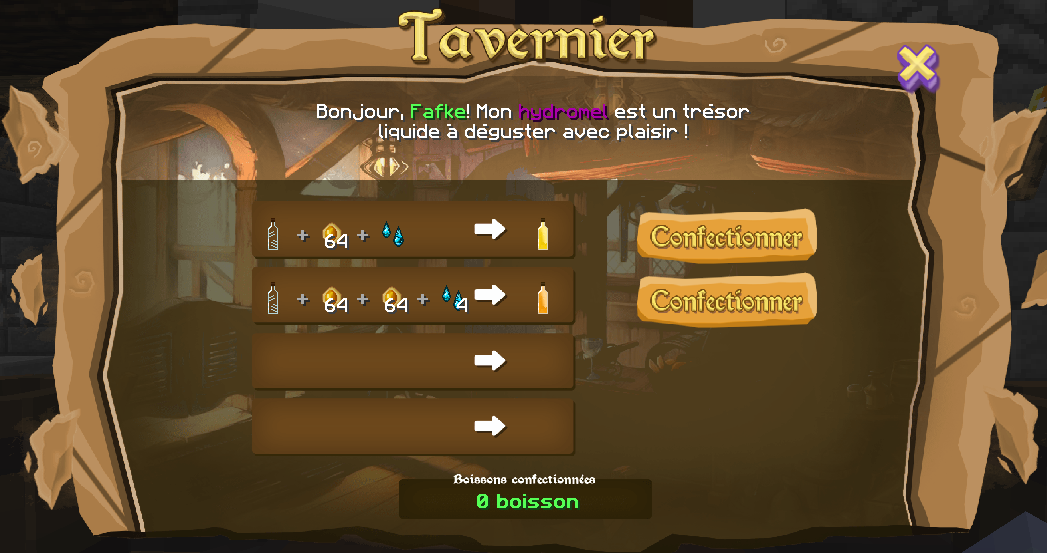 Tavernier
Bonjour, Fafke! Mon hydromel est un trésor
liquide à déguster avec plaisir !
+ 64 +
Confectionner
+ 64 + 64 + 4
Confectionner
Boissons confectionnées
0 boisson